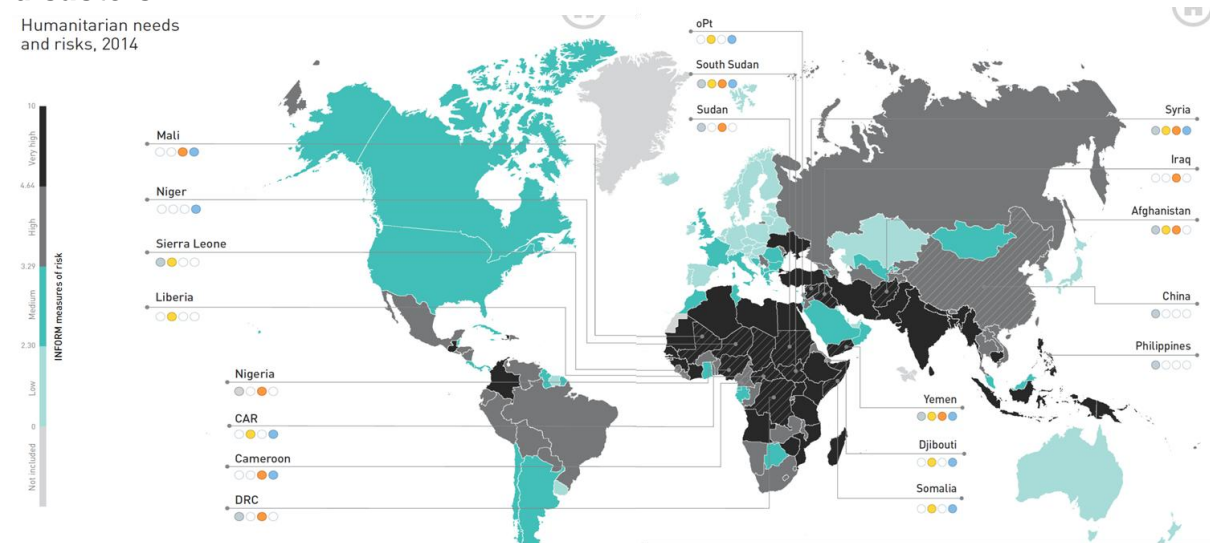 Humanitarian needs
and risks, 2014
oPt
South Sudan
Sudan
Syria
Iraq
Afghanistan
China
Philippines
Mali
Niger
Sierra Leone
Liberia
Nigeria
CAR
Cameroon
DRC
Yemen
Djibouti
Somalia
10
Very high
4.64
High
3.29
Medium
2.30
Low
0
Not included
INFORM measures of risk